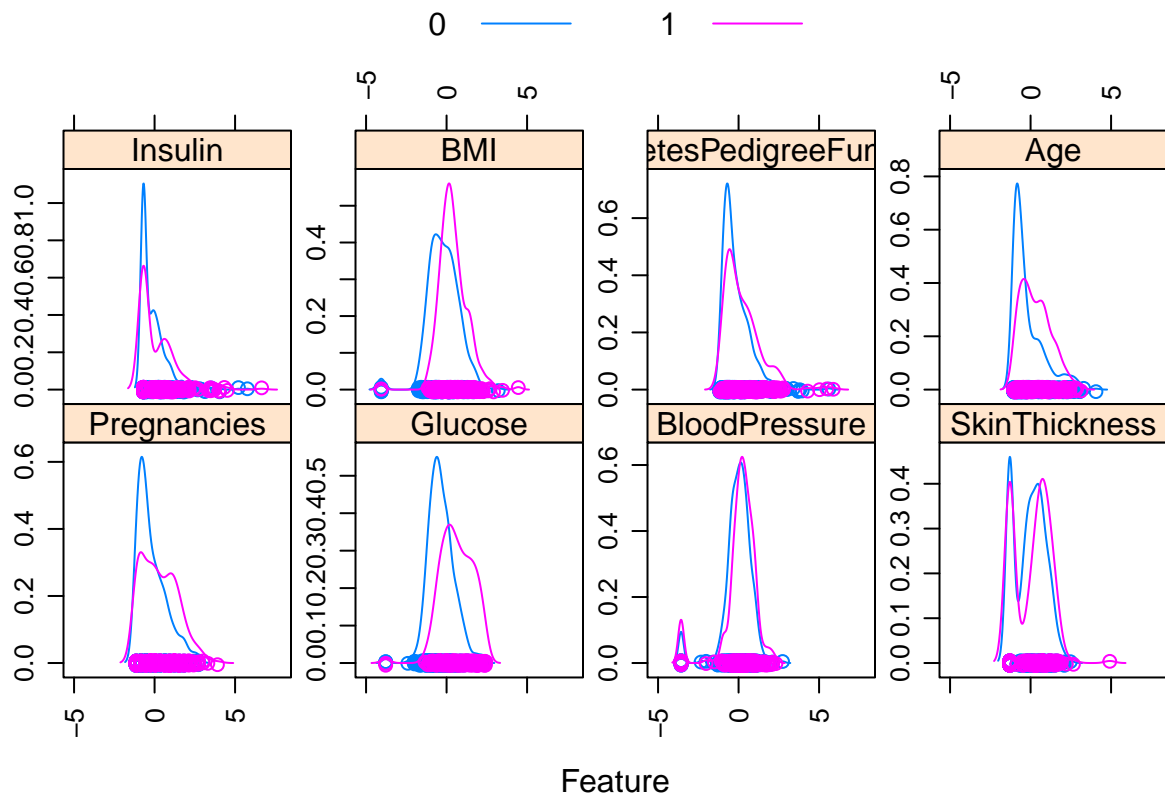 0 1
−5 0 5 −5 0 5
Insulin BMI etesPedigreeFun Age
0.00.20.40.60.81.0
0.0 0.2 0.4
0.0 0.2 0.4 0.6
0.0 0.2 0.4 0.6 0.8
Pregnancies Glucose BloodPressure SkinThickness
0.0 0.2 0.4 0.6
0.00.10.20.30.40.5
0.0 0.2 0.4 0.6
0.0 0.1 0.2 0.3 0.4
−5 0 5 −5 0 5
Feature